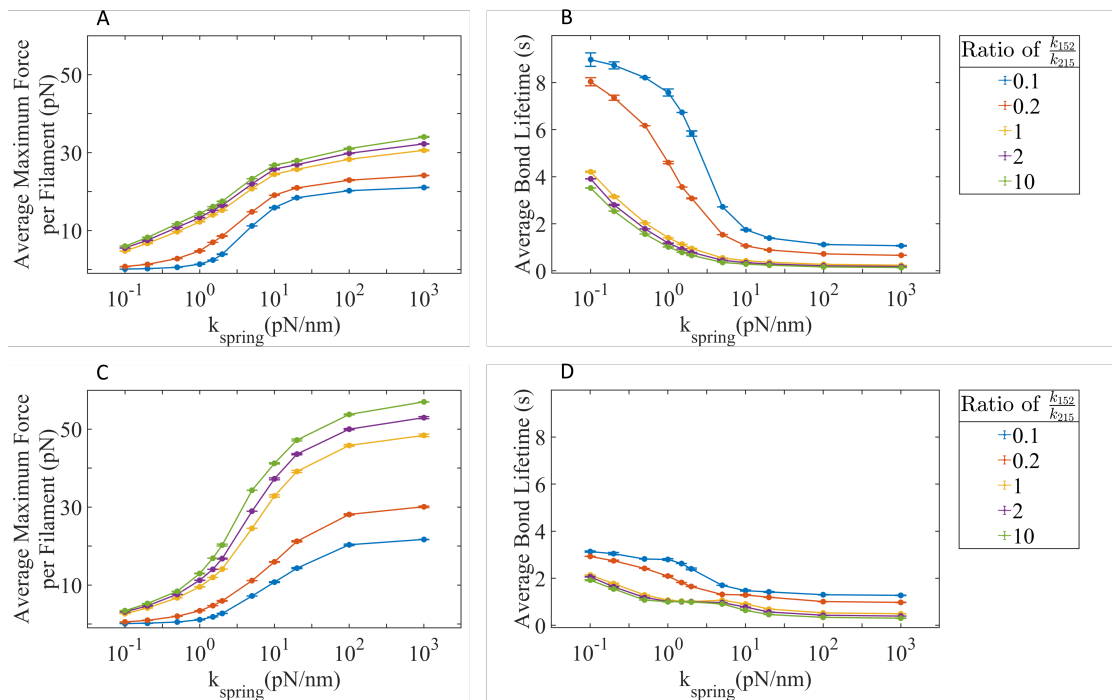 A
Average Maximum Force
per Filament (pN)
50
30
10
10^-1 10^0 10^1 10^2 10^3
k_spring(pN/nm)
B
Average Bond Lifetime (s)
8
6
4
2
0
10^-1 10^0 10^1 10^2 10^3
k_spring(pN/nm)
Ratio of k_152/k_215
0.1
0.2
1
2
10
C
Average Maximum Force
per Filament (pN)
50
30
10
10^-1 10^0 10^1 10^2 10^3
k_spring(pN/nm)
D
Average Bond Lifetime (s)
8
6
4
2
0
10^-1 10^0 10^1 10^2 10^3
k_spring(pN/nm)
Ratio of k_152/k_215
0.1
0.2
1
2
10